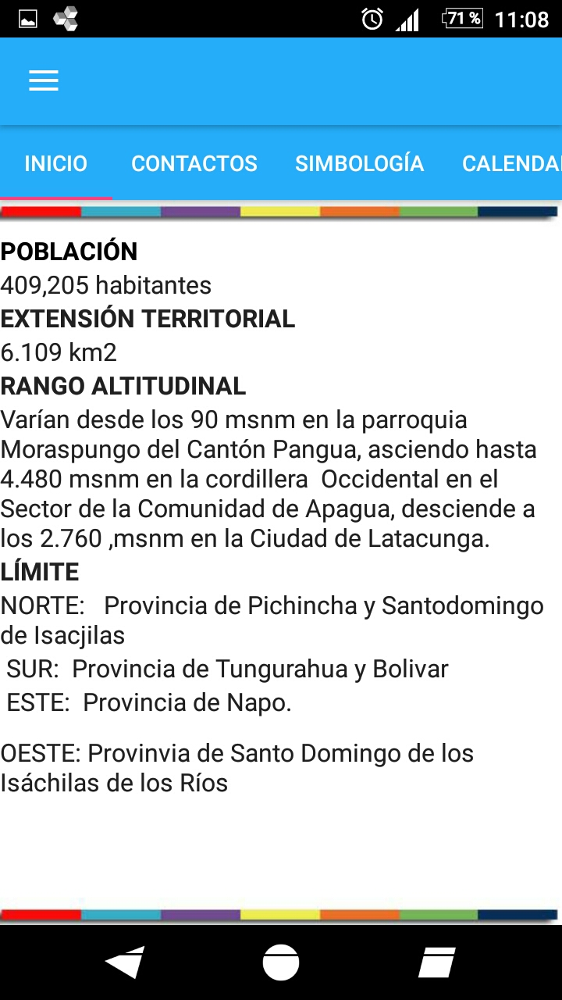 71 % 11:08
INICIO CONTACTOS SIMBOLOGÍA CALENDA
POBLACIÓN
409,205 habitantes
EXTENSIÓN TERRITORIAL
6.109 km2
RANGO ALTITUDINAL
Varían desde los 90 msnm en la parroquia
Moraspungo del Cantón Pangua, asciendo hasta
4.480 msnm en la cordillera  Occidental en el
Sector de la Comunidad de Apagua, desciende a
los 2.760 ,msnm en la Ciudad de Latacunga.
LÍMITE
NORTE:   Provincia de Pichincha y Santodomingo
de Isacjilas
SUR:  Provincia de Tungurahua y Bolivar
ESTE:  Provincia de Napo.
OESTE: Provinvia de Santo Domingo de los
Isáchilas de los Ríos